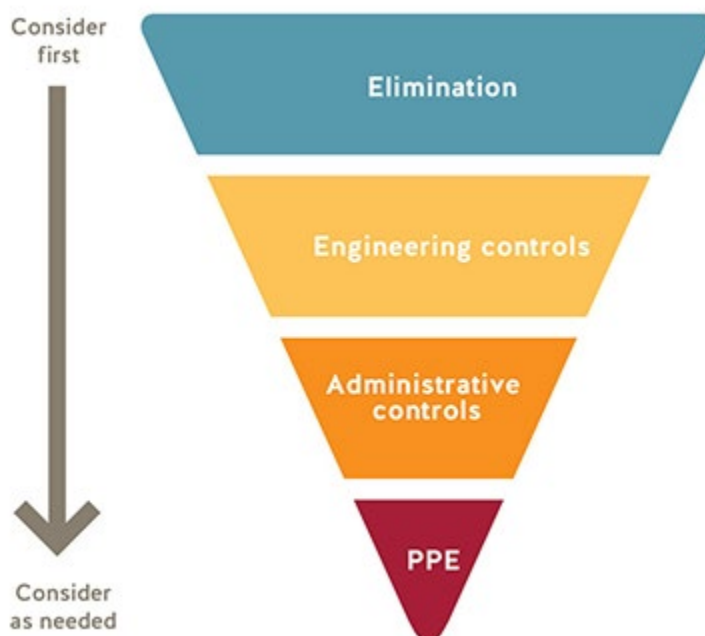 Consider
first
Elimination
Engineering controls
Administrative
controls
PPE
Consider
as needed